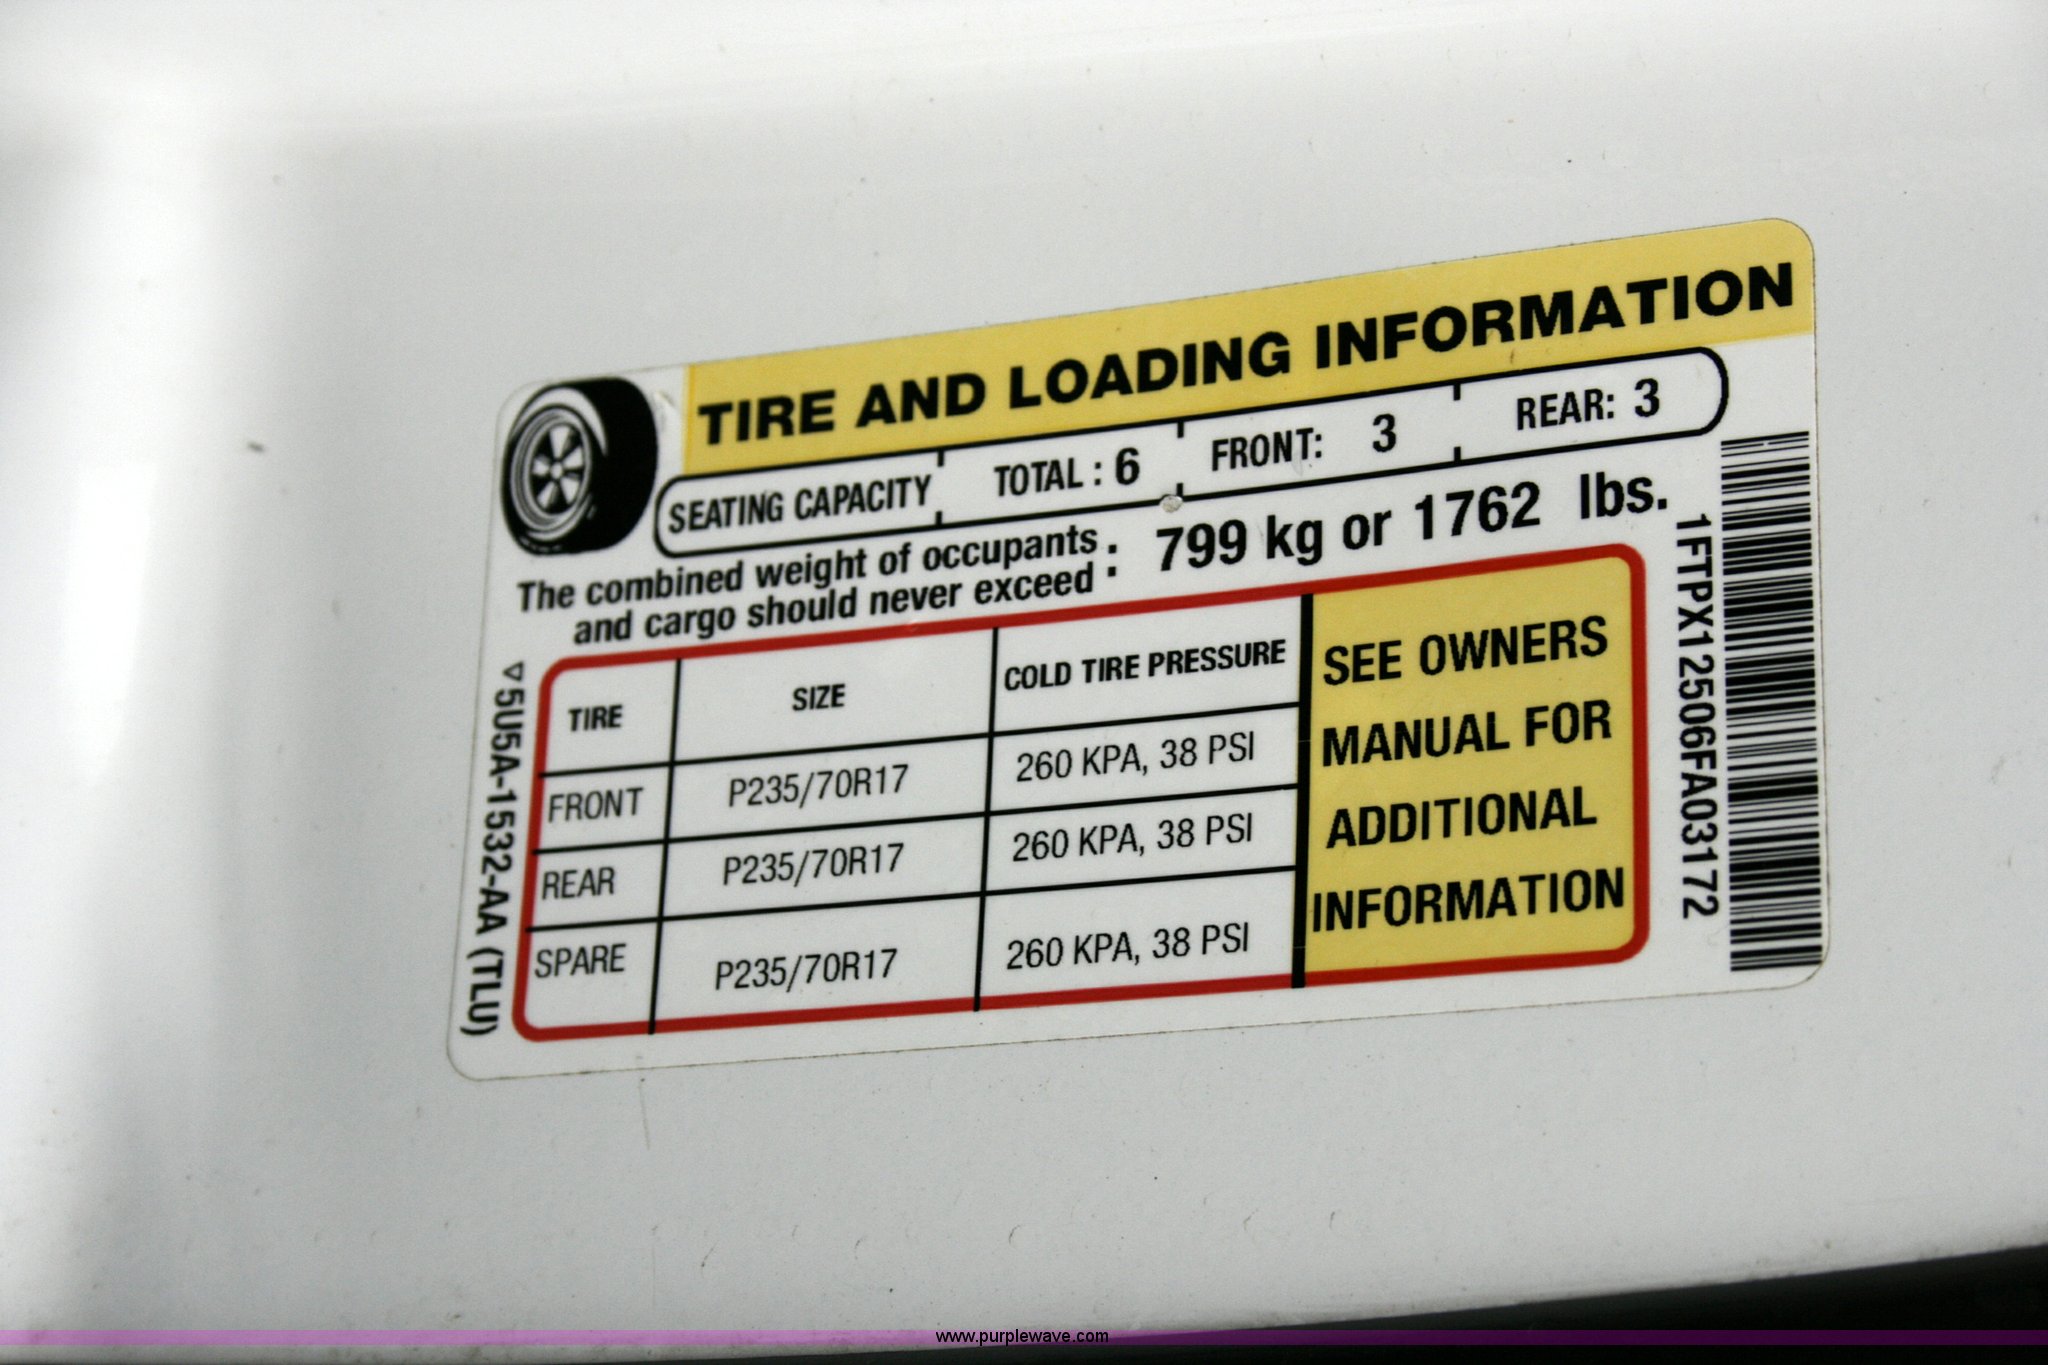 TIRE AND LOADING INFORMATION
SEATING CAPACITY TOTAL : 6 FRONT: 3 REAR: 3
The combined weight of occupants
and cargo should never exceed : 799 kg or 1762 lbs.
TIRE SIZE COLD TIRE PRESSURE
FRONT P235/70R17 260 KPA, 38 PSI
REAR P235/70R17 260 KPA, 38 PSI
SPARE P235/70R17 260 KPA, 38 PSI
SEE OWNERS
MANUAL FOR
ADDITIONAL
INFORMATION
5U5A-1532-AA (TLU)
1FTPX12506FA03172
www.purplewave.com